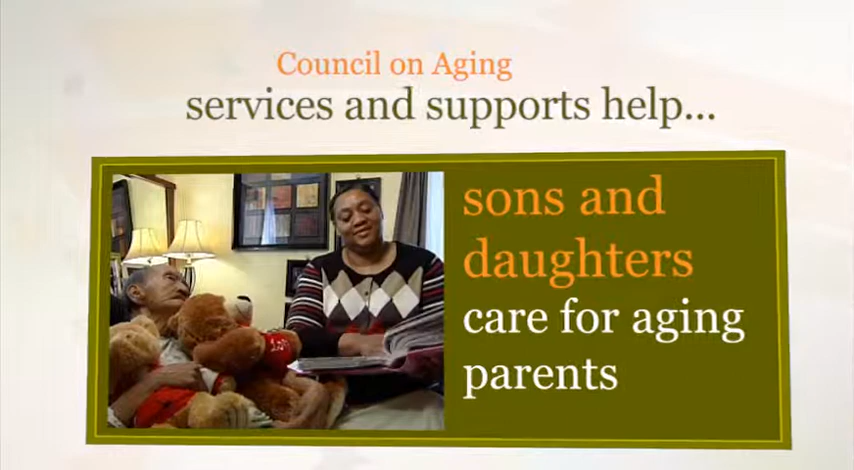 Council on Aging
services and supports help...
sons and
daughters
care for aging
parents